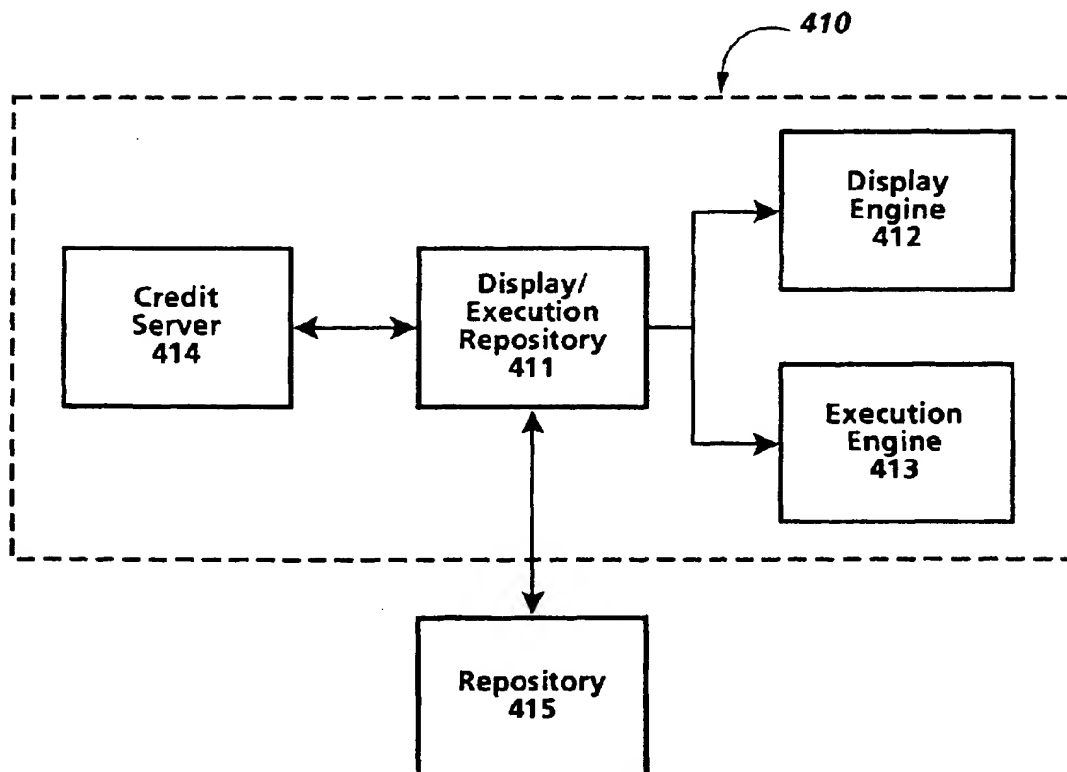 410
Display
Engine
412
Credit
Server
414
Display/
Execution
Repository
411
Execution
Engine
413
Repository
415